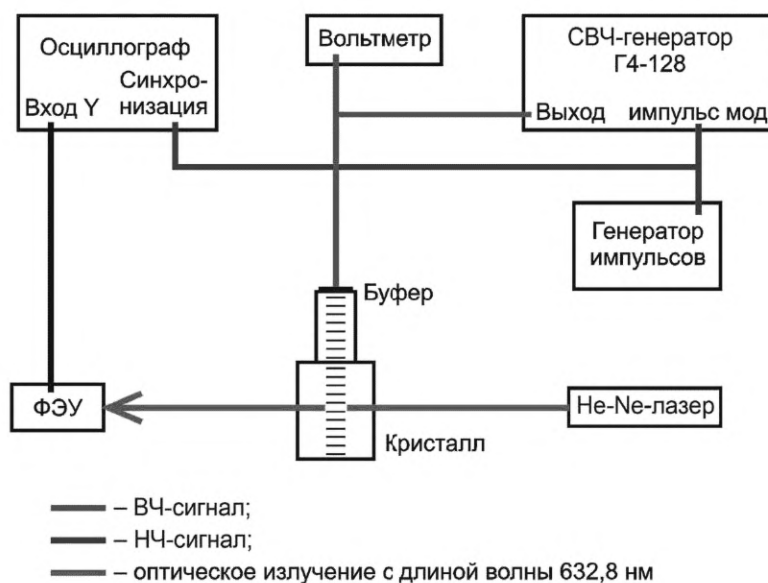 Осциллограф
Синхро-
низация
Вход Y
Вольтметр
СВЧ-генератор
Г4-128
Выход
импульс мод
Генератор
импульсов
Буфер
ФЭУ
He-Ne-лазер
Кристалл
– ВЧ-сигнал;
– НЧ-сигнал;
– оптическое излучение с длиной волны 632,8 нм